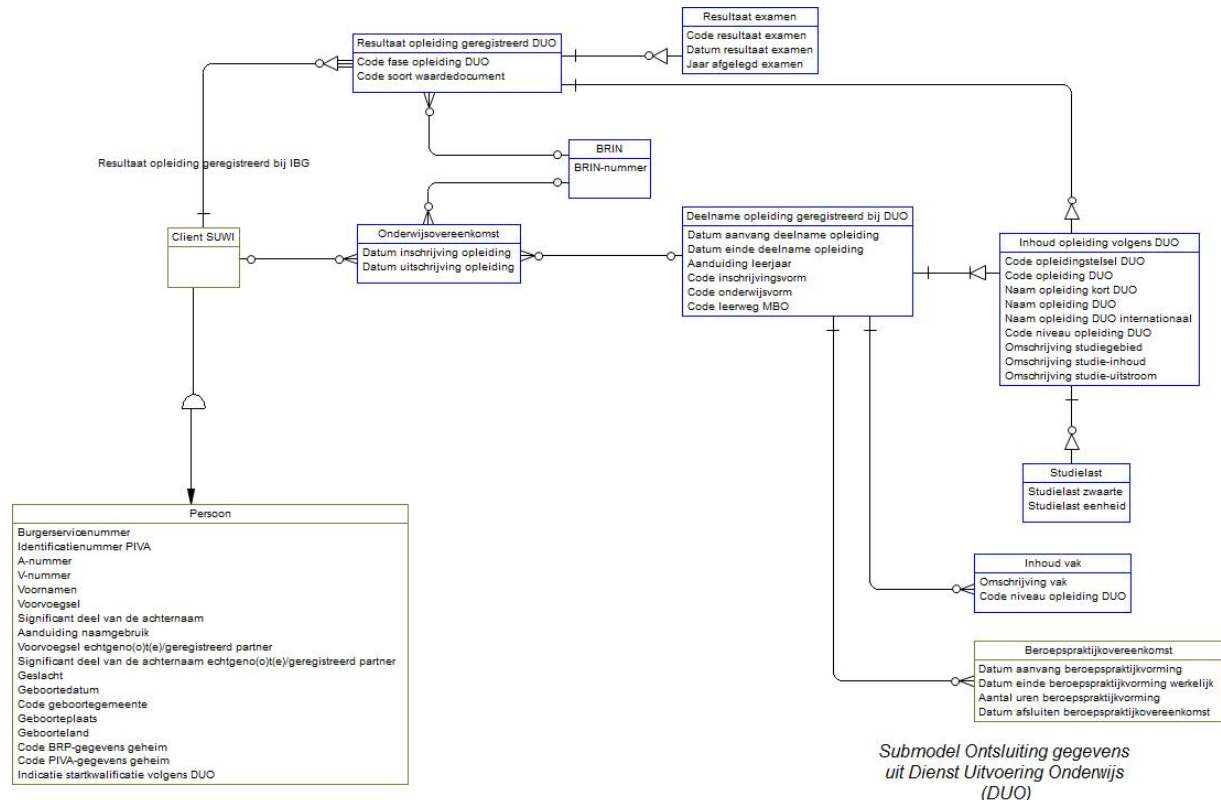 Resultaat examen
Code resultaat examen
Datum resultaat examen
Jaar afgelegd examen
Resultaat opleiding geregistreerd DUO
Code fase opleiding DUO
Code soort waardedocument
Resultaat opleiding geregistreerd bij IBG
BRIN
BRIN-nummer
Client SUWI
Onderwijsovereenkomst
Datum inschrijving opleiding
Datum uitschrijving opleiding
Deelname opleiding geregistreerd bij DUO
Datum aanvang deelname opleiding
Datum einde deelname opleiding
Aanduiding leerjaar
Code inschrijvingsvorm
Code onderwijsvorm
Code leerweg MBO
Inhoud opleiding volgens DUO
Code opleidingstelsel DUO
Code opleiding DUO
Naam opleiding kort DUO
Naam opleiding DUO
Naam opleiding DUO internationaal
Code niveau opleiding DUO
Omschrijving studiegebied
Omschrijving studie-inhoud
Omschrijving studie-uitstroom
Studielast
Studielast zwaarte
Studielast eenheid
Persoon
Burgerservicenummer
Identificatienummer PIVA
A-nummer
V-nummer
Voornamen
Voorvoegsel
Significant deel van de achternaam
Aanduiding naamgebruik
Voorvoegsel echtgeno(o)t(e)/geregistreerd partner
Significant deel van de achternaam echtgeno(o)t(e)/geregistreerd partner
Geslacht
Geboortedatum
Code geboortegemeente
Geboorteplaats
Geboorteland
Code BRP-gegevens geheim
Code PIVA-gegevens geheim
Indicatie startkwalificatie volgens DUO
Inhoud vak
Omschrijving vak
Code niveau opleiding DUO
Beroepspraktijkovereenkomst
Datum aanvang beroepspraktijkvorming
Datum einde beroepspraktijkvorming werkelijk
Aantal uren beroepspraktijkvorming
Datum afsluiten beroepspraktijkovereenkomst
Submodel Ontsluiting gegevens
uit Dienst Uitvoering Onderwijs
(DUO)